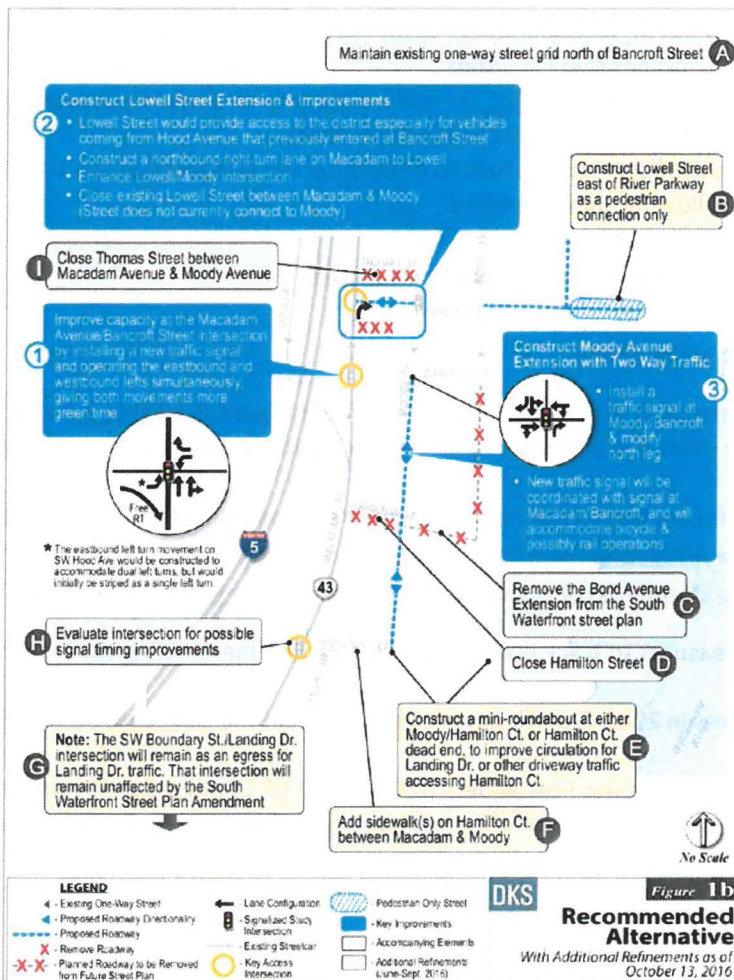 Maintain existing one-way street grid north of Bancroft Street
A
Construct Lowell Street Extension & Improvements
2
• Lowell Street would provide access to the district especially for vehicles
coming from Hood Avenue that previously entered at Bancroft Street
• Construct a northbound right turn lane on Macadam to Lowell
• Enhance Lowell/Moody intersection
• Close existing Lowell Street between Macadam & Moody
(Street does not currently connect to Moody)
Construct Lowell Street
east of River Parkway
as a pedestrian
connection only
B
I
Close Thomas Street between
Macadam Avenue & Moody Avenue
1
Improve capacity at the Macadam
Avenue/Bancroft Street intersection
by installing a new traffic signal
and operating the eastbound and
westbound lefts simultaneously,
giving both movements more
green time
Free
RT
* The eastbound left turn movement on
SW Hood Ave would be constructed to
accommodate dual left turns, but would
initially be striped as a single left turn.
Construct Moody Avenue
Extension with Two Way Traffic
3
• Install a
traffic signal at
Moody/Bancroft
& modify
north leg
• New traffic signal will be
coordinated with signal at
Macadam/Bancroft, and will
accommodate bicycle &
possibly rail operations
5
43
Remove the Bond Avenue
Extension from the South
Waterfront street plan
C
H
Evaluate intersection for possible
signal timing improvements
Close Hamilton Street
D
G
Note: The SW Boundary St./Landing Dr.
intersection will remain as an egress for
Landing Dr. traffic. That intersection will
remain unaffected by the South
Waterfront Street Plan Amendment
Construct a mini-roundabout at either
Moody/Hamilton Ct. or Hamilton Ct.
dead end, to improve circulation for
Landing Dr. or other driveway traffic
accessing Hamilton Ct.
E
Add sidewalk(s) on Hamilton Ct.
between Macadam & Moody
F
No Scale
LEGEND
- Existing One-Way Street
- Proposed Roadway Directionality
- Proposed Roadway
X - Remove Roadway
-X-X- - Planned Roadway to be Removed
from Future Street Plan
- Lane Configuration
- Signalized Study
Intersection
- Existing Streetcar
- Key Access
Intersection
- Pedestrian Only Street
- Key Improvements
- Accompanying Elements
- Additional Refinements
(June-Sept. 2016)
DKS
Figure 1b
Recommended
Alternative
With Additional Refinements as of
October 13, 2016